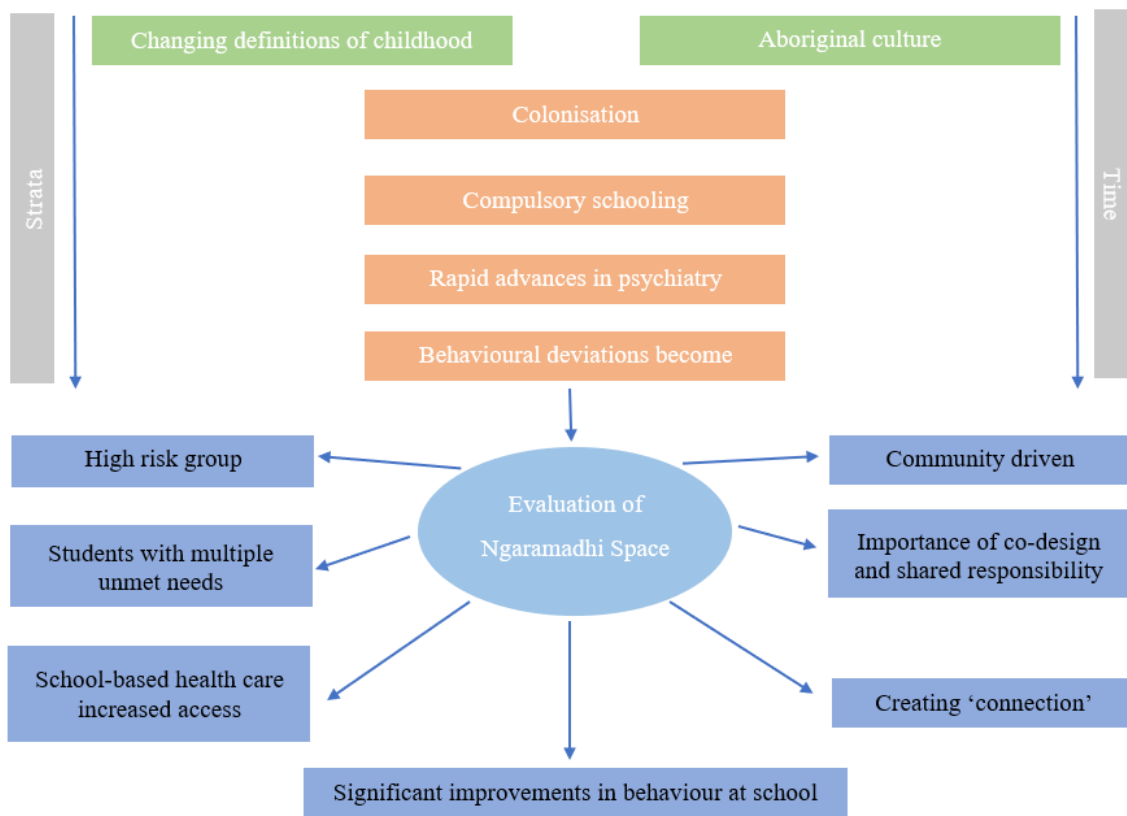 Changing definitions of childhood
Aboriginal culture
Colonisation
Strata
Compulsory schooling
Time
Rapid advances in psychiatry
Behavioural deviations become
High risk group
Community driven
Evaluation of
Ngaramadhi Space
Students with multiple
unmet needs
Importance of co-design
and shared responsibility
School-based health care
increased access
Creating ‘connection’
Significant improvements in behaviour at school